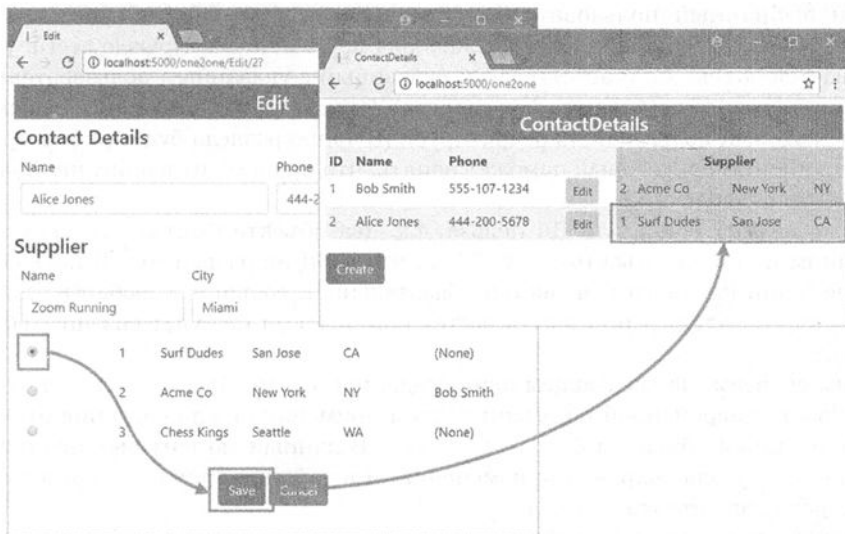 Edit
localhost:5000/one2one/Edit/2?
Edit
Contact Details
Name Phone
Alice Jones 444-2
Supplier
Name City
Zoom Running Miami
1 Surf Dudes San Jose CA (None)
2 Acme Co New York NY Bob Smith
3 Chess Kings Seattle WA (None)
Save Cancel
ContactDetails
localhost:5000/one2one
ContactDetails
ID Name Phone Supplier
1 Bob Smith 555-107-1234 Edit 2 Acme Co New York NY
2 Alice Jones 444-200-5678 Edit 1 Surf Dudes San Jose CA
Create